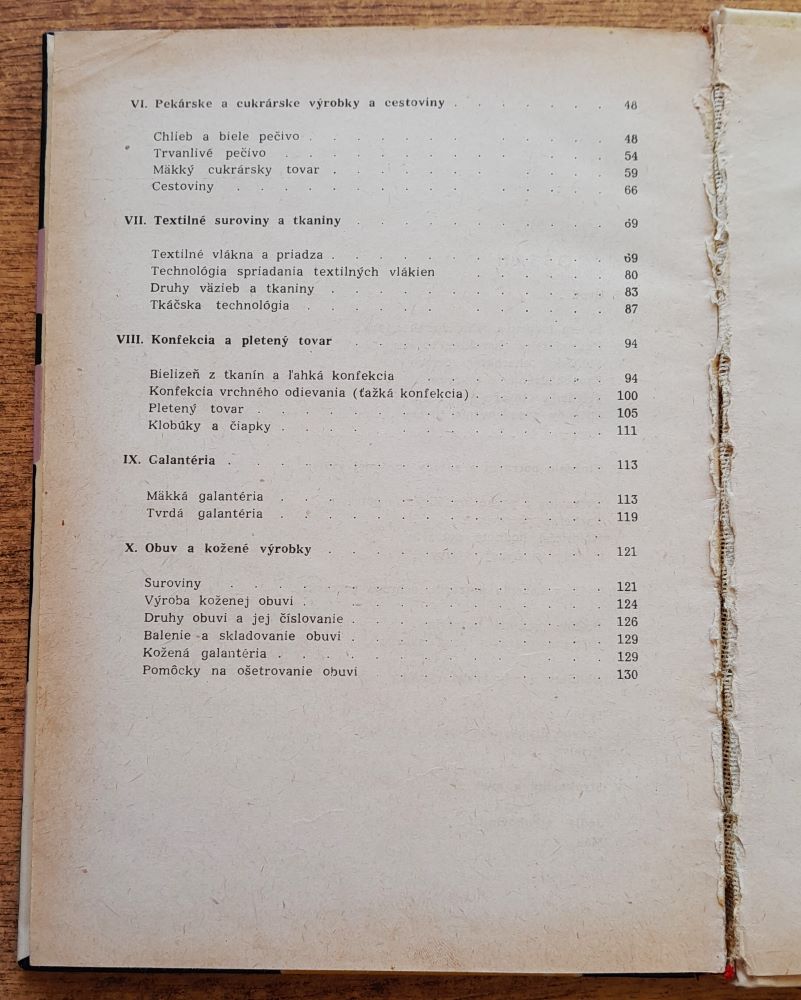 VI. Pekárske a cukrárske výrobky a cestoviny . . . . . . 48
Chlieb a biele pečivo . . . . . . . . . . 48
Trvanlivé pečivo . . . . . . . . . . . 54
Mäkký cukrársky tovar . . . . . . . . . 59
Cestoviny . . . . . . . . . . . . 66
VII. Textilné suroviny a tkaniny . . . . . . . . 69
Textilné vlákna a priadza . . . . . . . . . 69
Technológia spriadania textilných vlákien . . . . . 80
Druhy väzieb a tkaniny . . . . . . . . . 83
Tkáčska technológia . . . . . . . . . . 87
VIII. Konfekcia a pletený tovar . . . . . . . . 94
Bielizeň z tkanín a ľahká konfekcia . . . . . . 94
Konfekcia vrchného odievania (ťažká konfekcia) . . . . . 100
Pletený tovar . . . . . . . . . . . 105
Klobúky a čiapky . . . . . . . . . . . 111
IX. Galantéria . . . . . . . . . . . . 113
Mäkká galantéria . . . . . . . . . . . 113
Tvrdá galantéria . . . . . . . . . . . 119
X. Obuv a kožené výrobky . . . . . . . . . 121
Suroviny . . . . . . . . . . . . 121
Výroba koženej obuvi . . . . . . . . . . 124
Druhy obuvi a jej číslovanie . . . . . . . . 126
Balenie a skladovanie obuvi . . . . . . . . 129
Kožená galantéria . . . . . . . . . . . 129
Pomôcky na ošetrovanie obuvi . . . . . . . 130